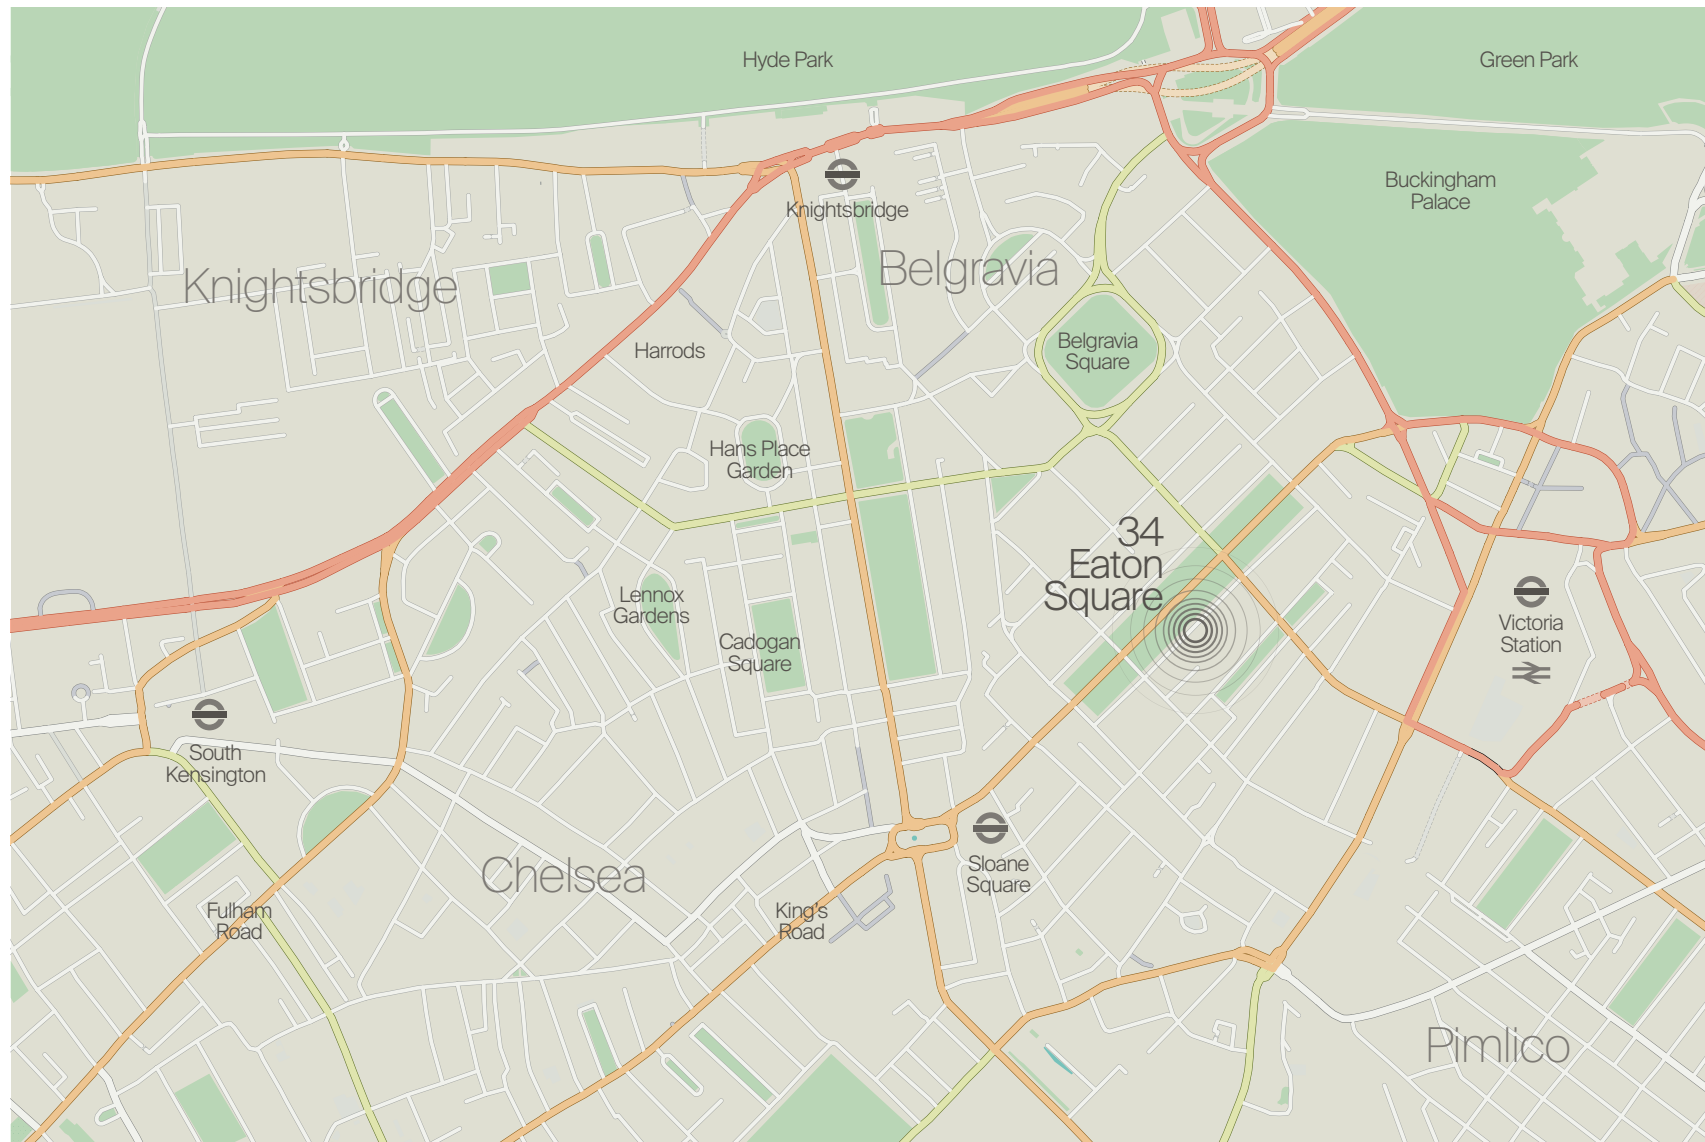 Hyde Park
Green Park
Buckingham
Palace
Knightsbridge
Belgravia
Knightsbridge
Harrods
Belgravia
Square
Hans Place
Garden
34
Eaton
Square
Lennox
Gardens
Cadogan
Square
Victoria
Station
South
Kensington
Chelsea
Sloane
Square
Fulham
Road
King's
Road
Pimlico